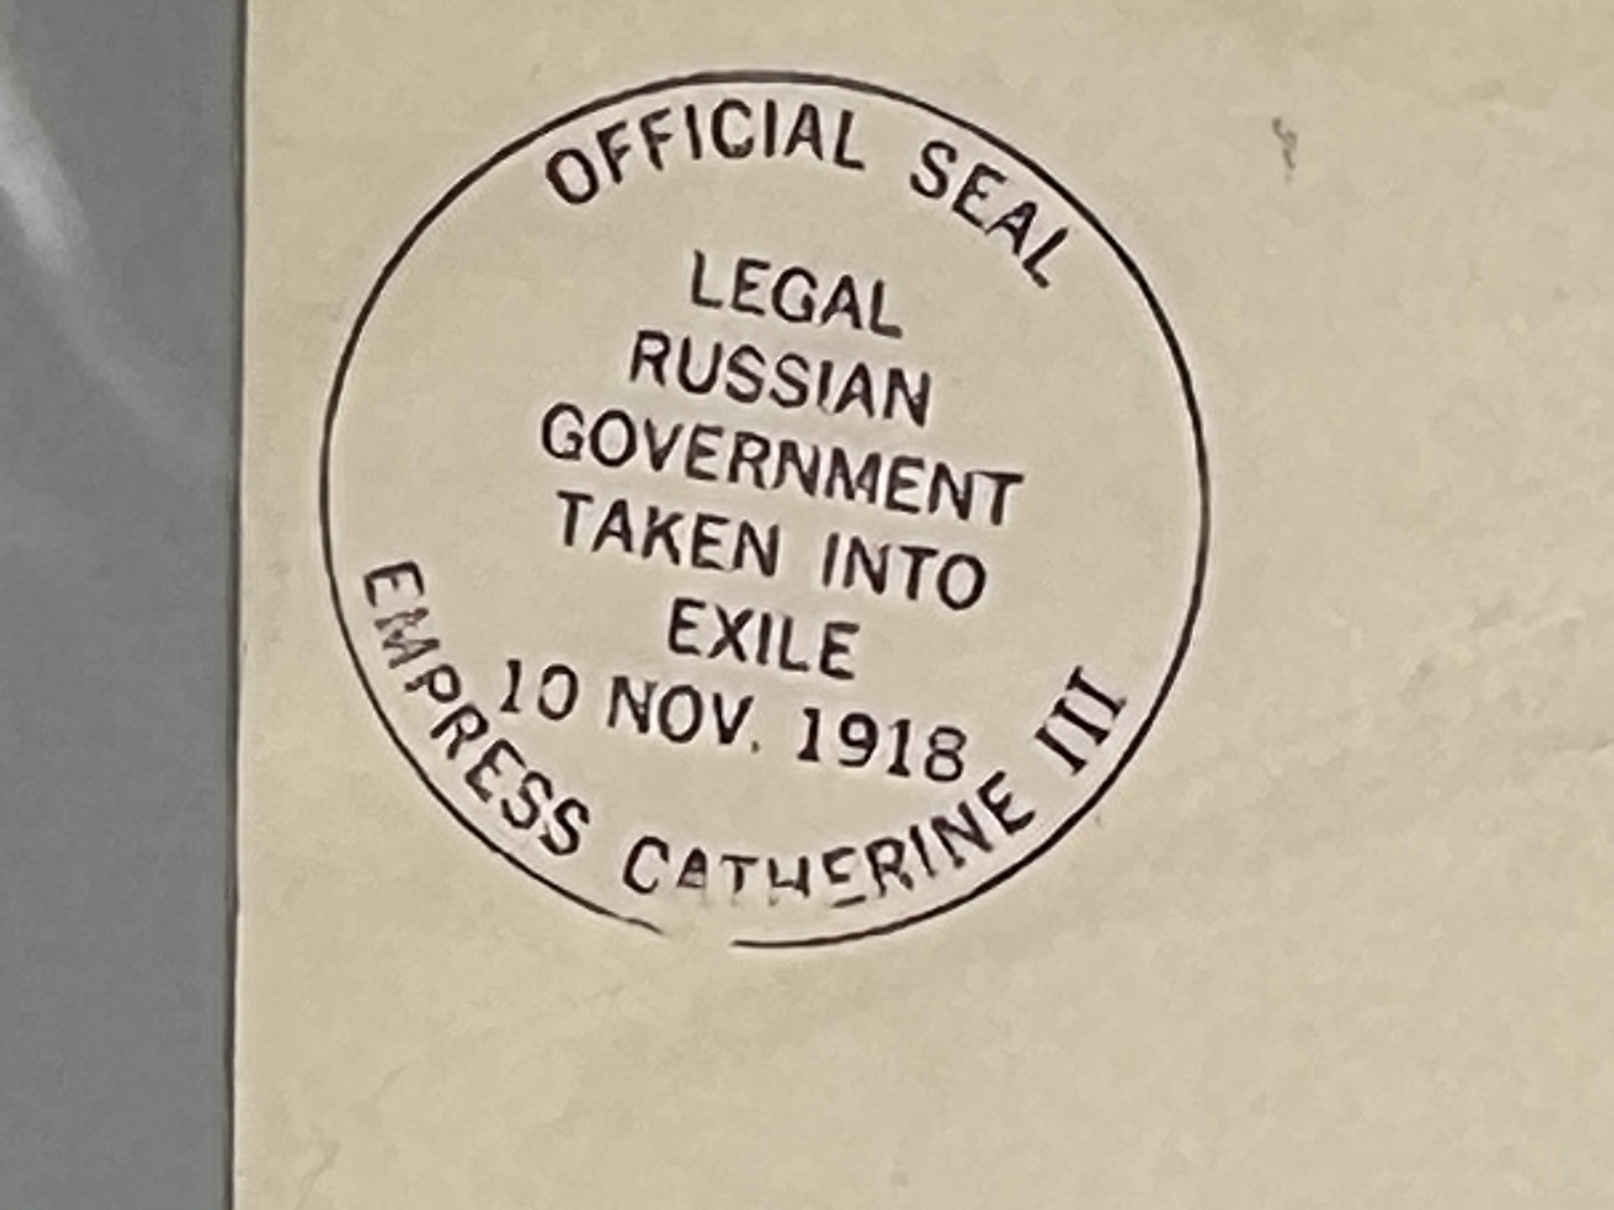 OFFICIAL SEAL
LEGAL
RUSSIAN
GOVERNMENT
TAKEN INTO
EXILE
10 NOV. 1918
EMPRESS CATHERINE III